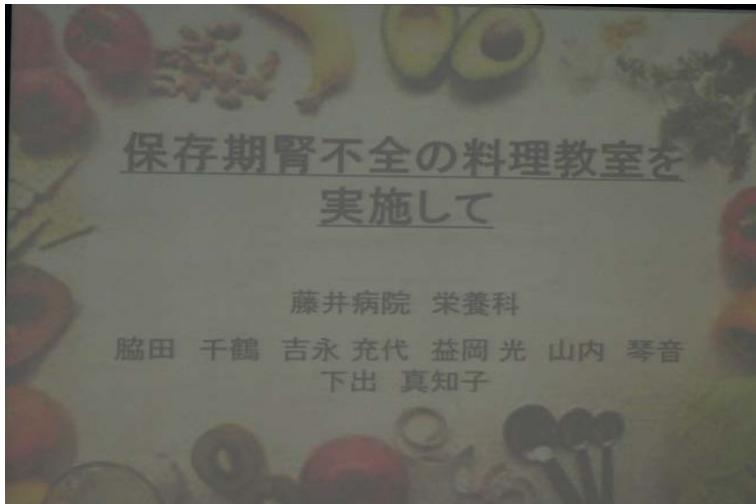 保存期腎不全の料理教室を
実施して
藤井病院 栄養科
脇田 千鶴 吉永 充代 益岡 光 山内 琴音
下出 真知子